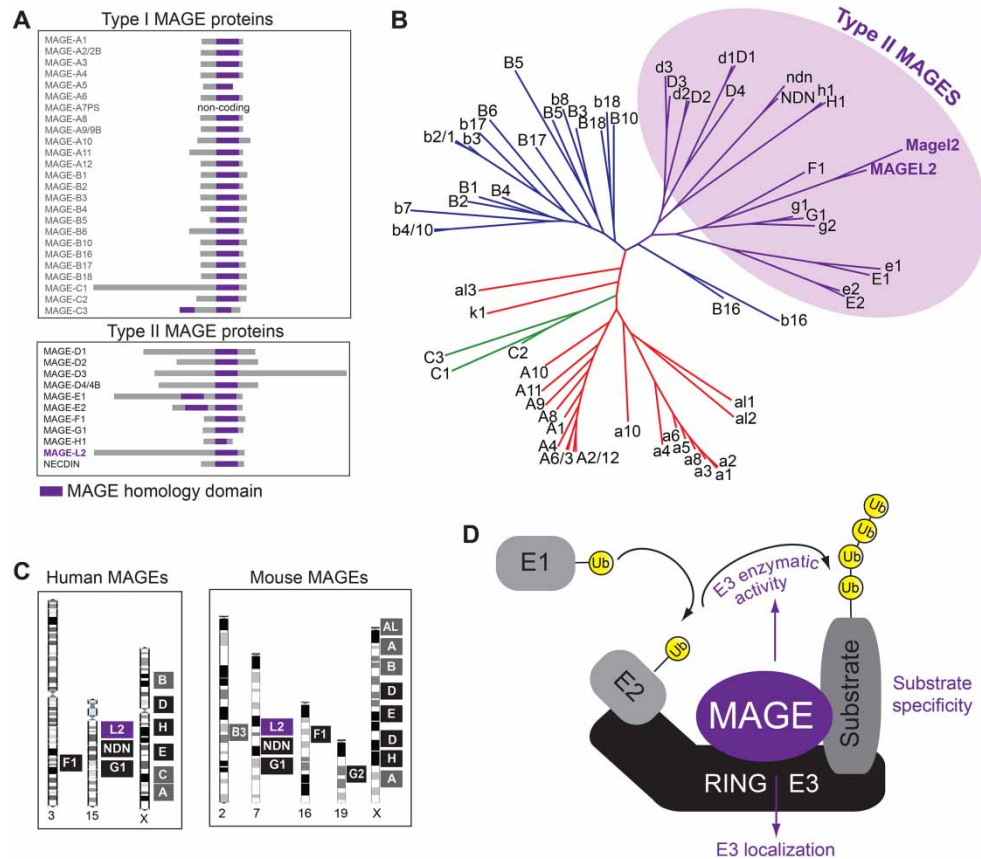 A
Type I MAGE proteins
MAGE-A1
MAGE-A2/2B
MAGE-A3
MAGE-A4
MAGE-A5
MAGE-A6
MAGE-A7PS
non-coding
MAGE-A8
MAGE-A9/9B
MAGE-A10
MAGE-A11
MAGE-A12
MAGE-B1
MAGE-B2
MAGE-B3
MAGE-B4
MAGE-B5
MAGE-B6
MAGE-B10
MAGE-B16
MAGE-B17
MAGE-B18
MAGE-C1
MAGE-C2
MAGE-C3
Type II MAGE proteins
MAGE-D1
MAGE-D2
MAGE-D3
MAGE-D4/4B
MAGE-E1
MAGE-E2
MAGE-F1
MAGE-G1
MAGE-H1
MAGE-L2
NECDIN
MAGE homology domain
B
Type II MAGES
d3
D3
d2
D2
d1
D1
D4
ndn
NDN
h1
H1
Magel2
MAGEL2
F1
g1
G1
g2
e1
E1
e2
E2
B5
b8
B5
B3
b18
B18
B10
B6
b17
b2/1
b3
B17
B1
B4
B2
b7
b4/10
B16
b16
al3
k1
C3
C2
C1
A10
A11
A9
A8
A1
A4
A6/3
A2/12
a10
a4
a6
a5
a8
a3
a2
a1
al1
al2
C
Human MAGEs
F1
L2
NDN
G1
B
D
H
E
C
A
3
15
X
Mouse MAGEs
B3
L2
NDN
G1
F1
G2
AL
A
B
D
E
D
H
A
2
7
16
19
X
D
E1
Ub
E2
Ub
E3 enzymatic
activity
Ub
Ub
Ub
Ub
MAGE
Substrate
Substrate
specificity
RING E3
E3 localization